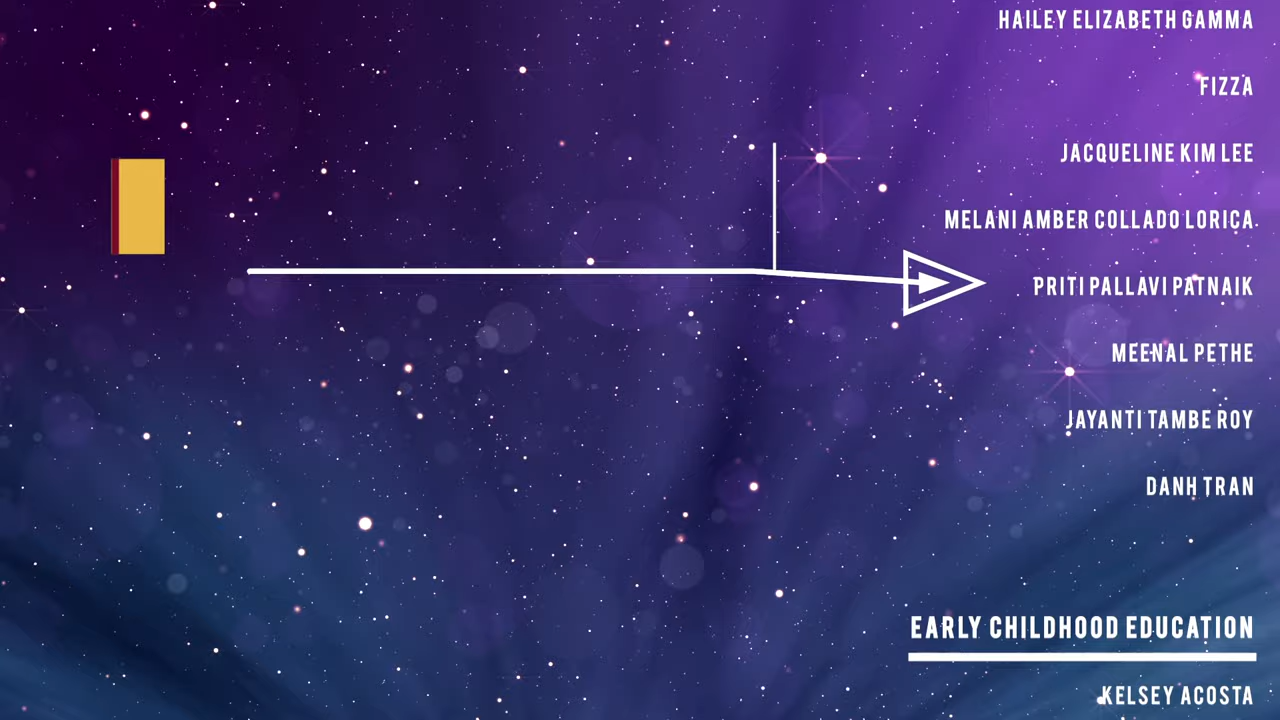 HAILEY ELIZABETH GAMMA
FIZZA
JACQUELINE KIM LEE
MELANI AMBER COLLADO LORICA
PRITI PALLAVI PATNAIK
MEENAL PETHE
JAYANTI TAMBE ROY
DANH TRAN
EARLY CHILDHOOD EDUCATION
KELSEY ACOSTA